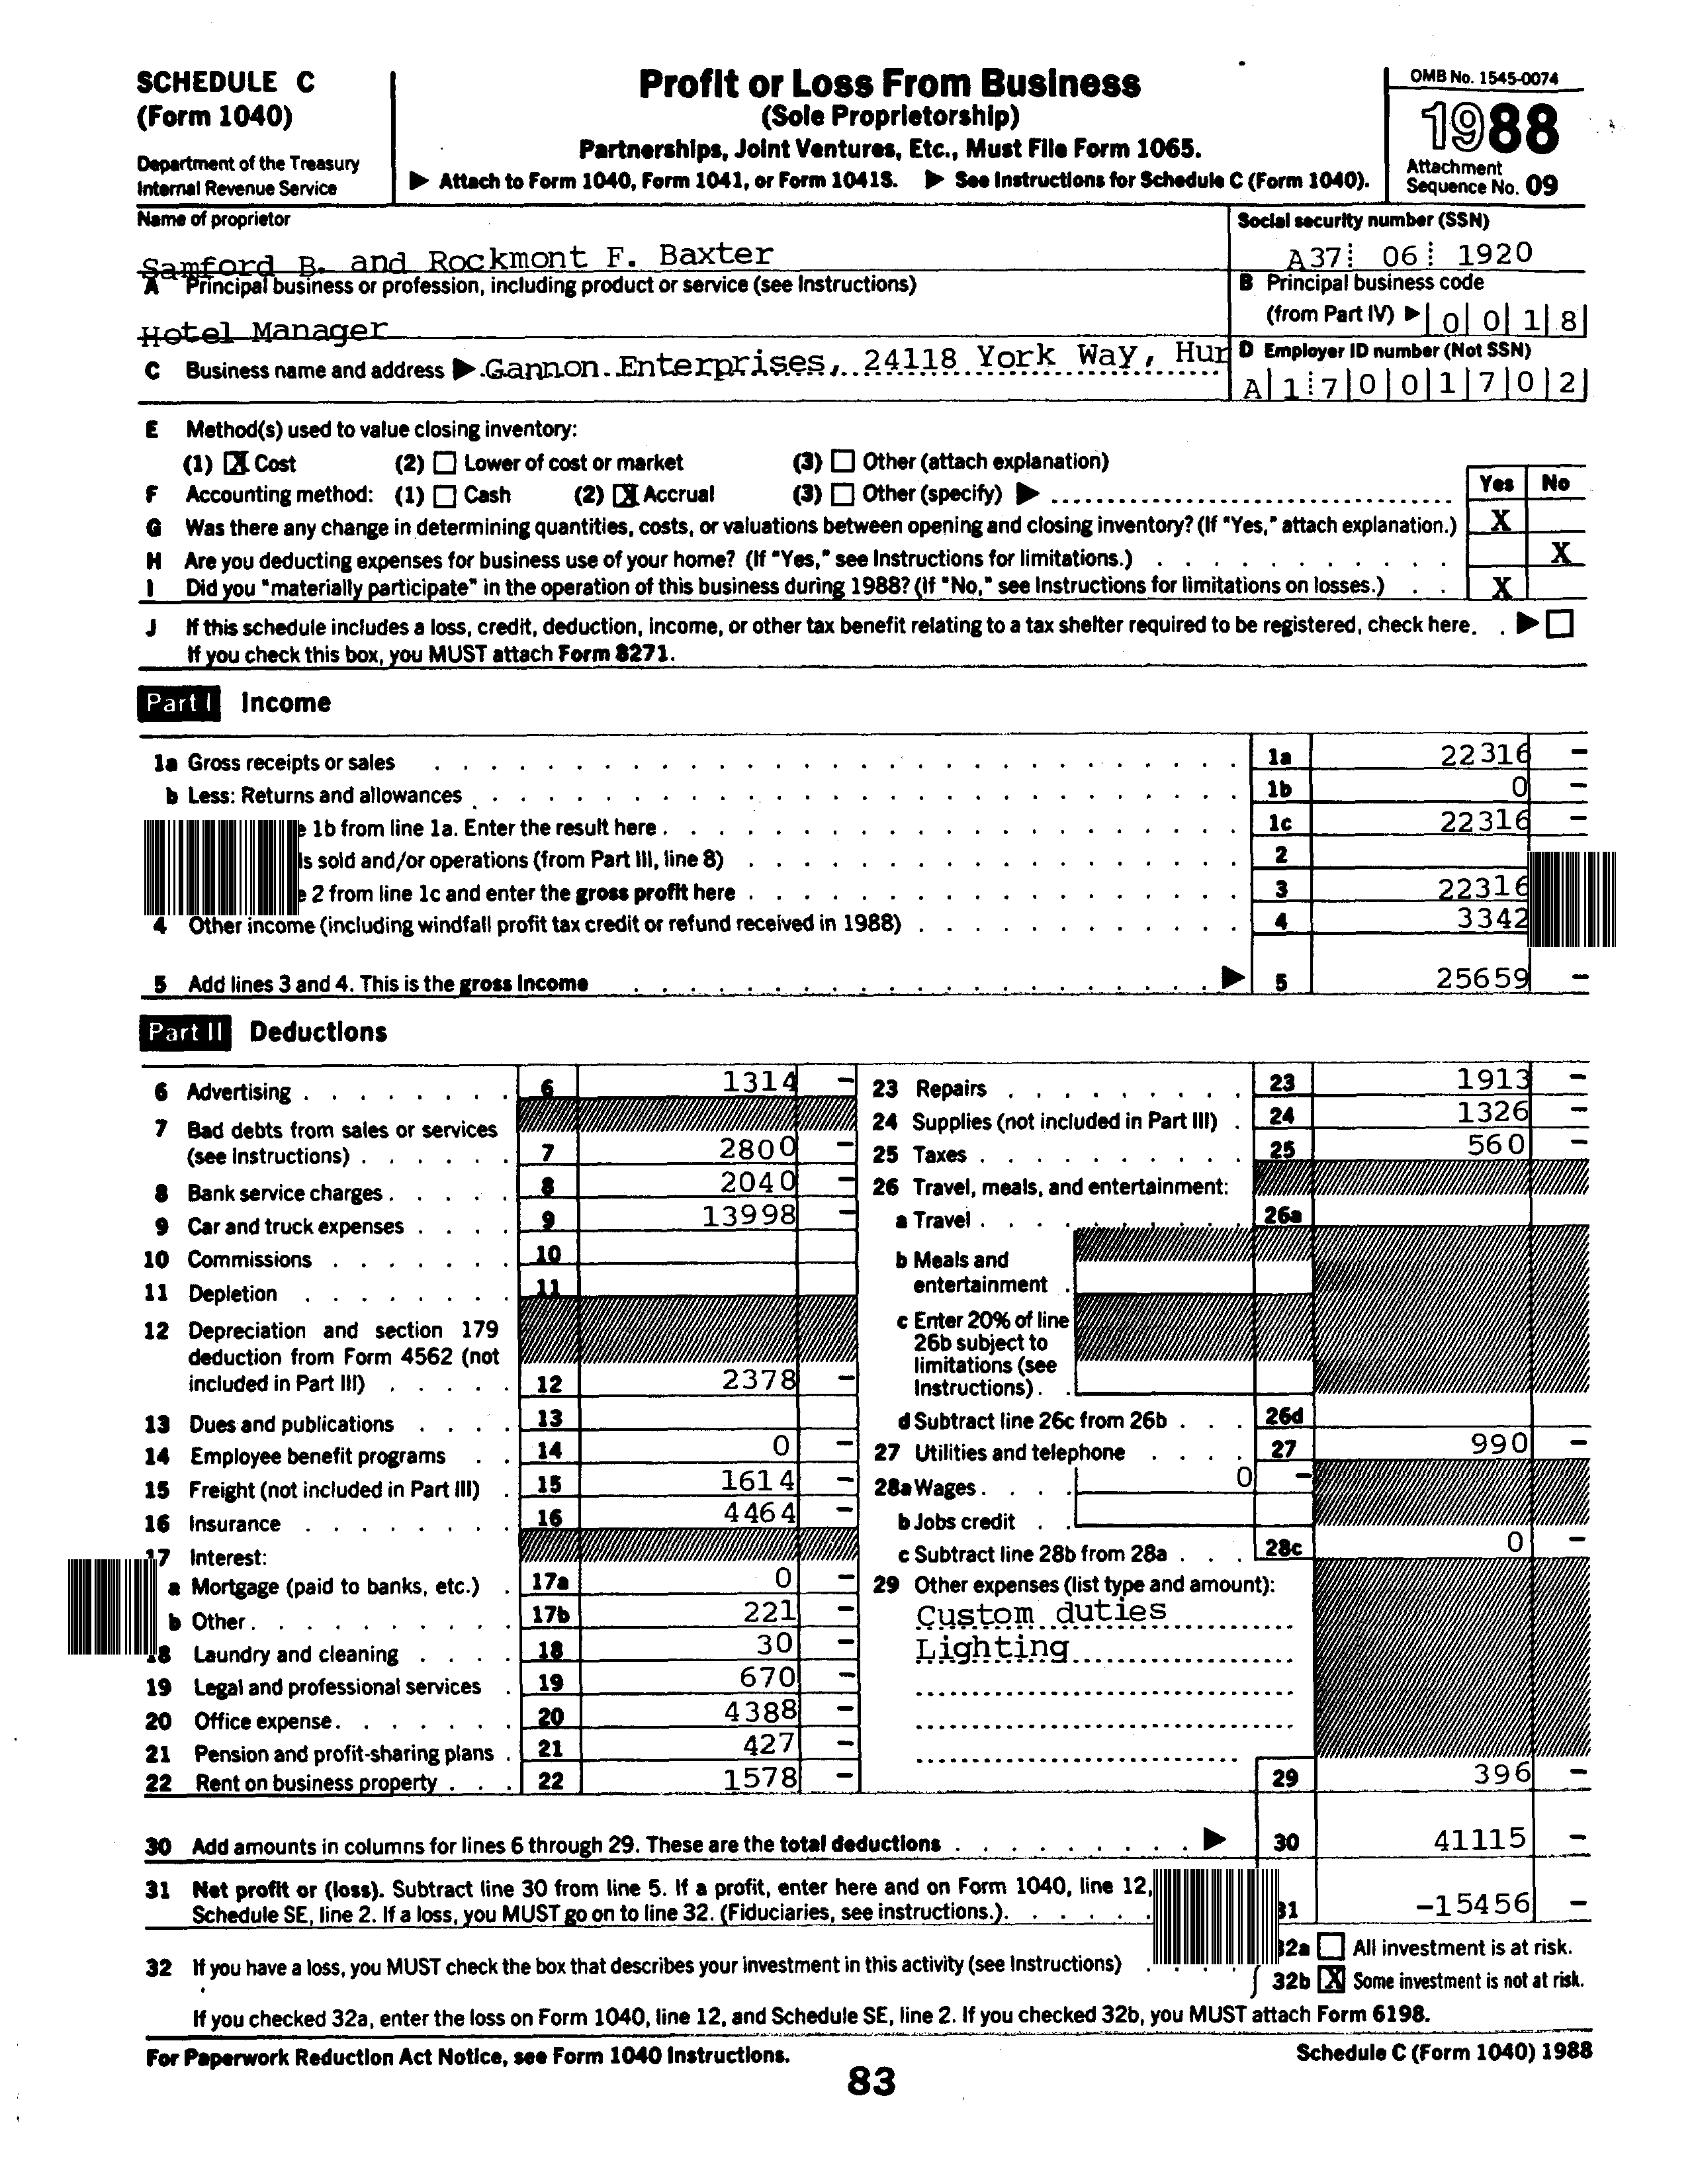 SCHEDULE C
(Form 1040)
Department of the Treasury
Internal Revenue Service
Profit or Loss From Business
(Sole Proprietorship)
Partnerships, Joint Ventures, Etc., Must File Form 1065.
▶ Attach to Form 1040, Form 1041, or Form 1041S. ▶ See Instructions for Schedule C (Form 1040).
OMB No. 1545-0074
1988
Attachment
Sequence No. 09
Name of proprietor
Samford B. and Rockmont F. Baxter
Social security number (SSN)
A37 06 1920
A Principal business or profession, including product or service (see Instructions)
Hotel Manager
B Principal business code
(from Part IV) ▶ 0 0 1 8
C Business name and address ▶ Gannon Enterprises, 24118 York Way, Hur
D Employer ID number (Not SSN)
A 1 7 0 0 1 7 0 2
E Method(s) used to value closing inventory:
(1) X Cost (2) Lower of cost or market (3) Other (attach explanation)
F Accounting method: (1) Cash (2) X Accrual (3) Other (specify) ▶
Yes No
G Was there any change in determining quantities, costs, or valuations between opening and closing inventory? (If "Yes," attach explanation.) X
H Are you deducting expenses for business use of your home? (If "Yes," see Instructions for limitations.) X
I Did you "materially participate" in the operation of this business during 1988? (If "No," see Instructions for limitations on losses.) X
J If this schedule includes a loss, credit, deduction, income, or other tax benefit relating to a tax shelter required to be registered, check here. ▶
If you check this box, you MUST attach Form 8271.
Part I Income
1a Gross receipts or sales 1a 22316 –
b Less: Returns and allowances 1b 0 –
1b from line 1a. Enter the result here 1c 22316 –
sold and/or operations (from Part III, line 8) 2
2 from line 1c and enter the gross profit here 3 22316
4 Other income (including windfall profit tax credit or refund received in 1988) 4 3342
5 Add lines 3 and 4. This is the gross income ▶ 5 25659 –
Part II Deductions
6 Advertising 6 1314 –
7 Bad debts from sales or services
(see Instructions) 7 2800 –
8 Bank service charges 8 2040 –
9 Car and truck expenses 9 13998 –
10 Commissions 10
11 Depletion 11
12 Depreciation and section 179
deduction from Form 4562 (not
included in Part III) 12 2378 –
13 Dues and publications 13
14 Employee benefit programs 14 0 –
15 Freight (not included in Part III) 15 1614 –
16 Insurance 16 4464 –
17 Interest:
a Mortgage (paid to banks, etc.) 17a 0 –
b Other 17b 221 –
18 Laundry and cleaning 18 30 –
19 Legal and professional services 19 670 –
20 Office expense 20 4388 –
21 Pension and profit-sharing plans 21 427 –
22 Rent on business property 22 1578 –
23 Repairs 23 1913 –
24 Supplies (not included in Part III) 24 1326 –
25 Taxes 25 560 –
26 Travel, meals, and entertainment:
a Travel 26a
b Meals and
entertainment
c Enter 20% of line
26b subject to
limitations (see
Instructions)
d Subtract line 26c from 26b 26d
27 Utilities and telephone 27 990 –
28a Wages 0 –
b Jobs credit
c Subtract line 28b from 28a 28c 0 –
29 Other expenses (list type and amount):
Custom duties
Lighting
29 396 –
30 Add amounts in columns for lines 6 through 29. These are the total deductions ▶ 30 41115 –
31 Net profit or (loss). Subtract line 30 from line 5. If a profit, enter here and on Form 1040, line 12,
Schedule SE, line 2. If a loss, you MUST go on to line 32. (Fiduciaries, see instructions.) 31 -15456 –
32 If you have a loss, you MUST check the box that describes your investment in this activity (see Instructions)
32a All investment is at risk.
32b X Some investment is not at risk.
If you checked 32a, enter the loss on Form 1040, line 12, and Schedule SE, line 2. If you checked 32b, you MUST attach Form 6198.
For Paperwork Reduction Act Notice, see Form 1040 Instructions.
Schedule C (Form 1040) 1988
83